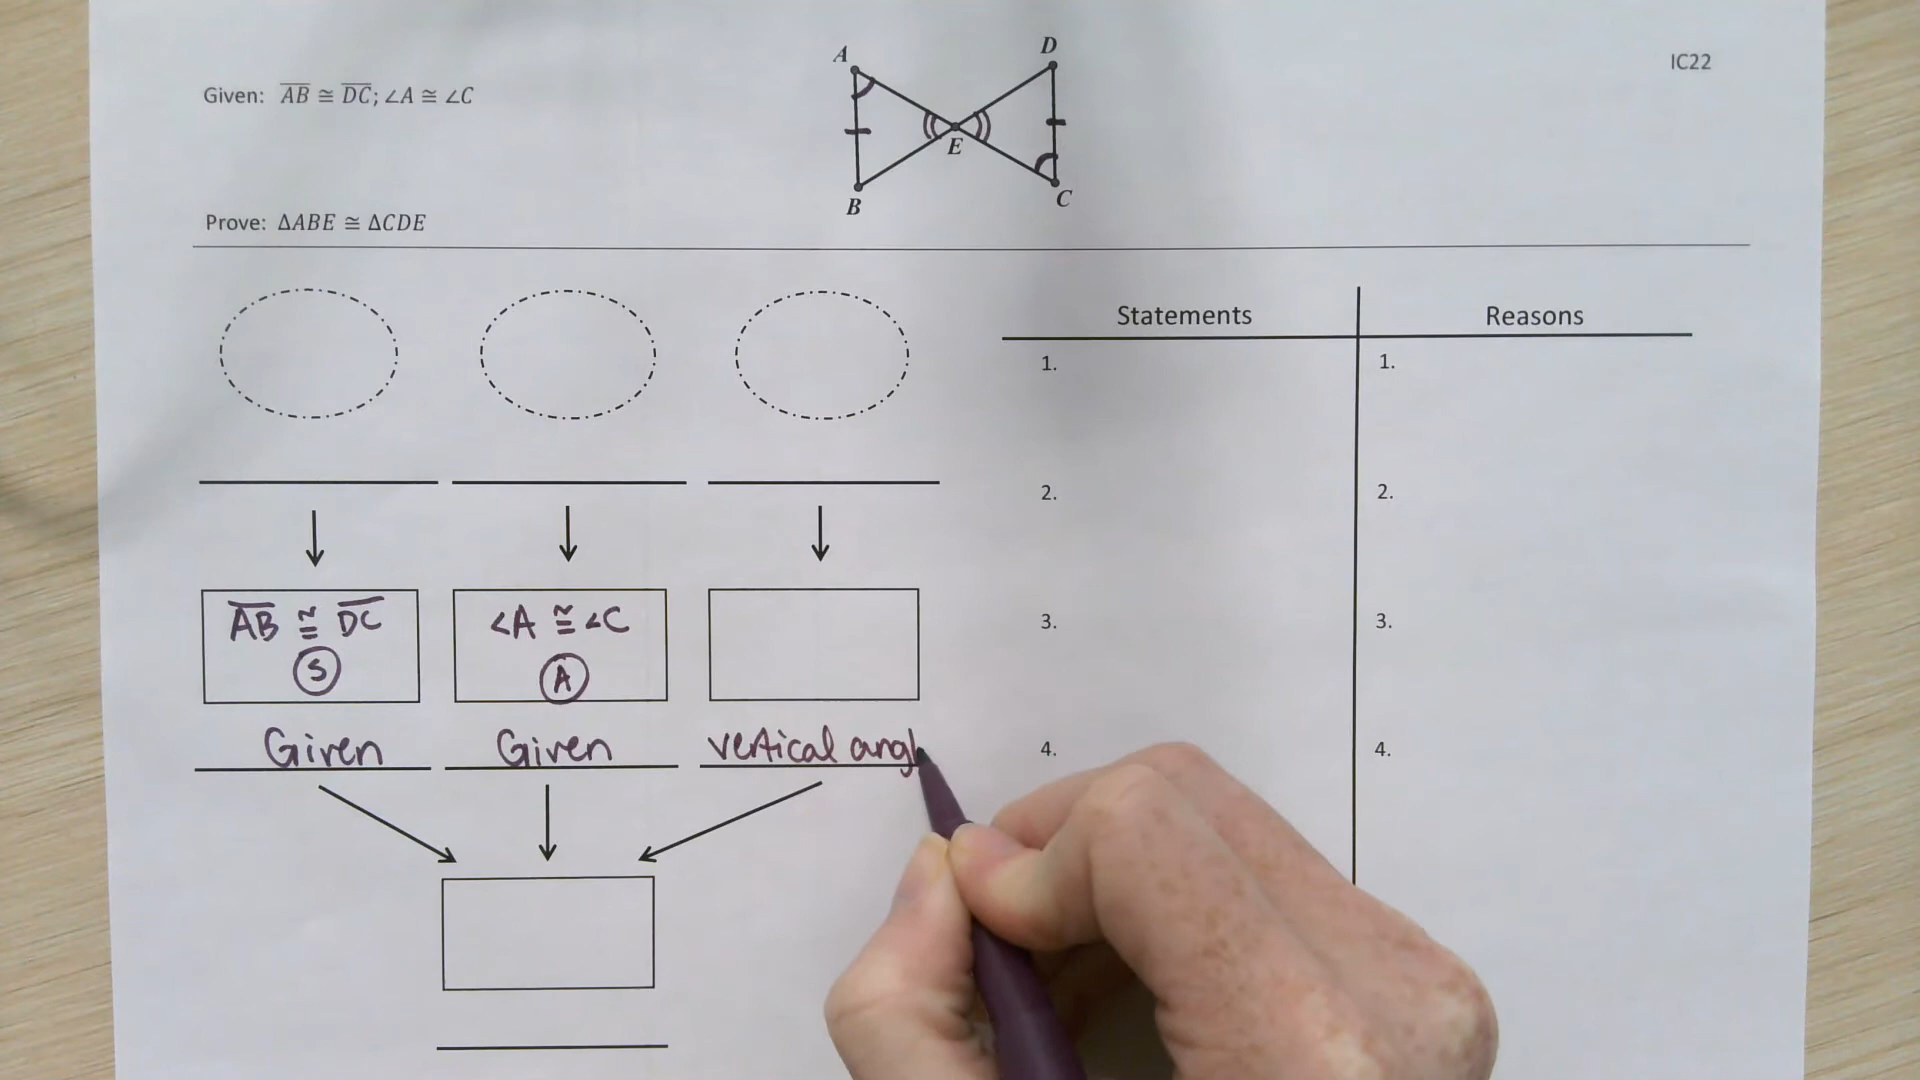 IC22
Given: AB ≅ DC; ∠A ≅ ∠C
A
D
E
B
C
Prove: ΔABE ≅ ΔCDE
AB ≅ DC
S
Given
∠A ≅ ∠C
A
Given
vertical angl
Statements
Reasons
1.
1.
2.
2.
3.
3.
4.
4.